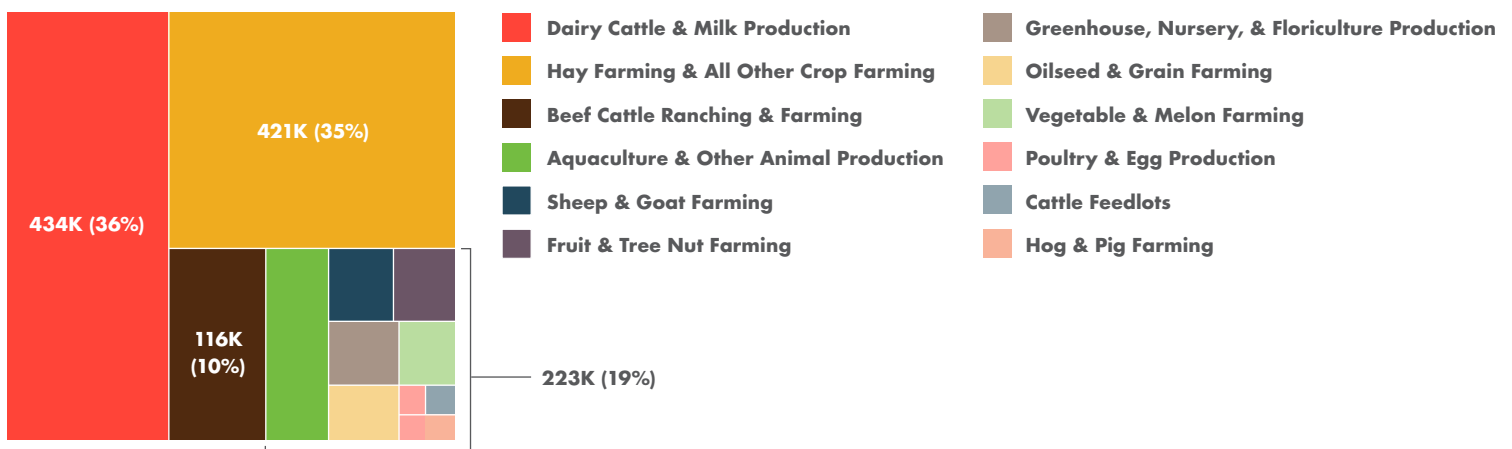 434K (36%)
421K (35%)
116K
(10%)
223K (19%)
Dairy Cattle & Milk Production
Hay Farming & All Other Crop Farming
Beef Cattle Ranching & Farming
Aquaculture & Other Animal Production
Sheep & Goat Farming
Fruit & Tree Nut Farming
Greenhouse, Nursery, & Floriculture Production
Oilseed & Grain Farming
Vegetable & Melon Farming
Poultry & Egg Production
Cattle Feedlots
Hog & Pig Farming